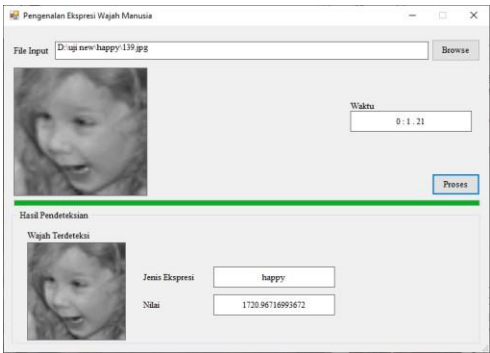 Pengenalan Ekspresi Wajah Manusia
File Input D:\uji new\happy\139.jpg Browse
Waktu
0 : 1 . 21
Proses
Hasil Pendeteksian
Wajah Terdeteksi
Jenis Ekspresi happy
Nilai 1720.96716993672